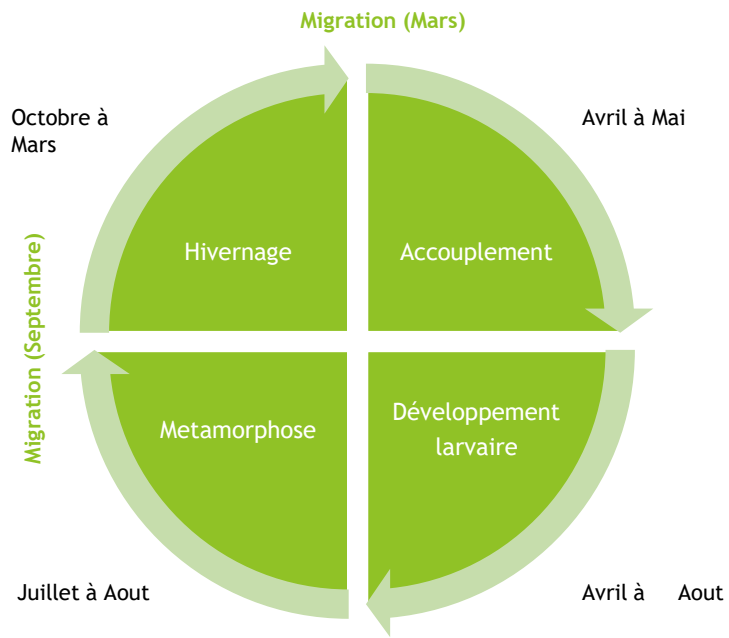 Migration (Mars)
Octobre à
Mars
Avril à Mai
Hivernage
Accouplement
Migration (Septembre)
Metamorphose
Développement
larvaire
Juillet à Aout
Avril à Aout